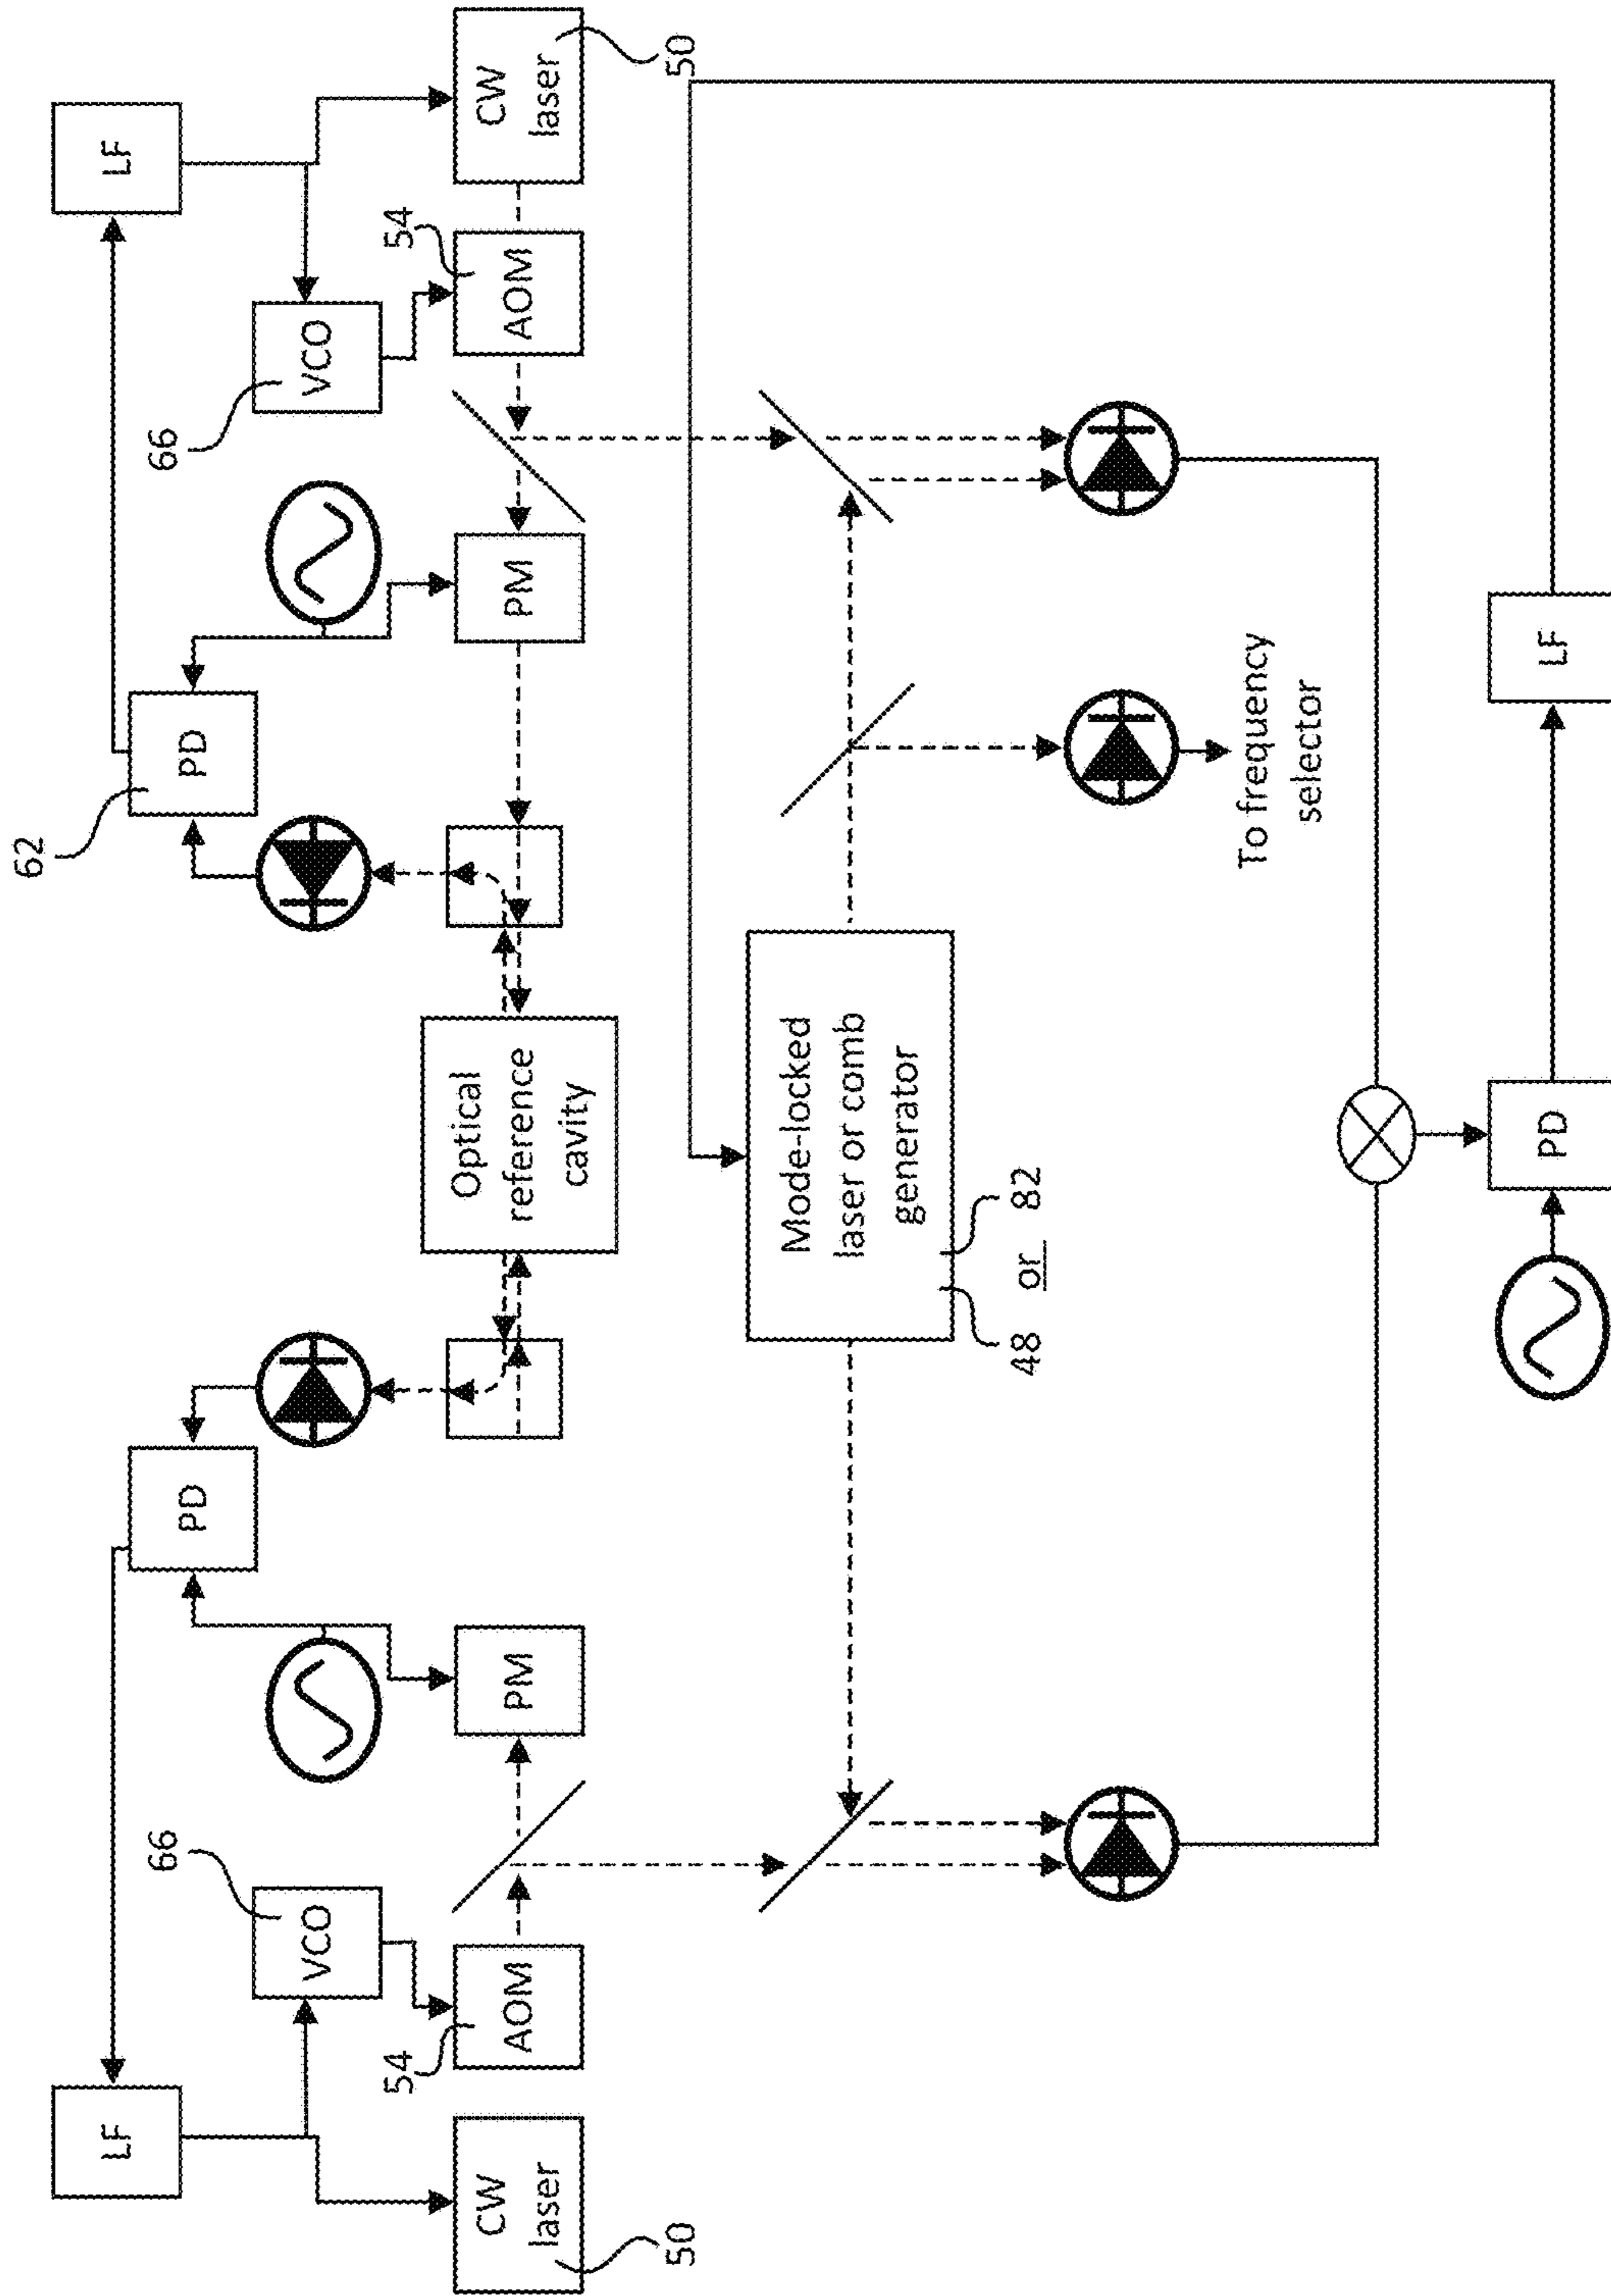 LF
LF
62
PD
PD
66
VCO
66
VCO
54
AOM
54
AOM
CW
laser
50
CW
laser
50
PM
PM
Optical
reference
cavity
Mode-locked
laser or comb
generator
48 or 82
To frequency
selector
PD
LF